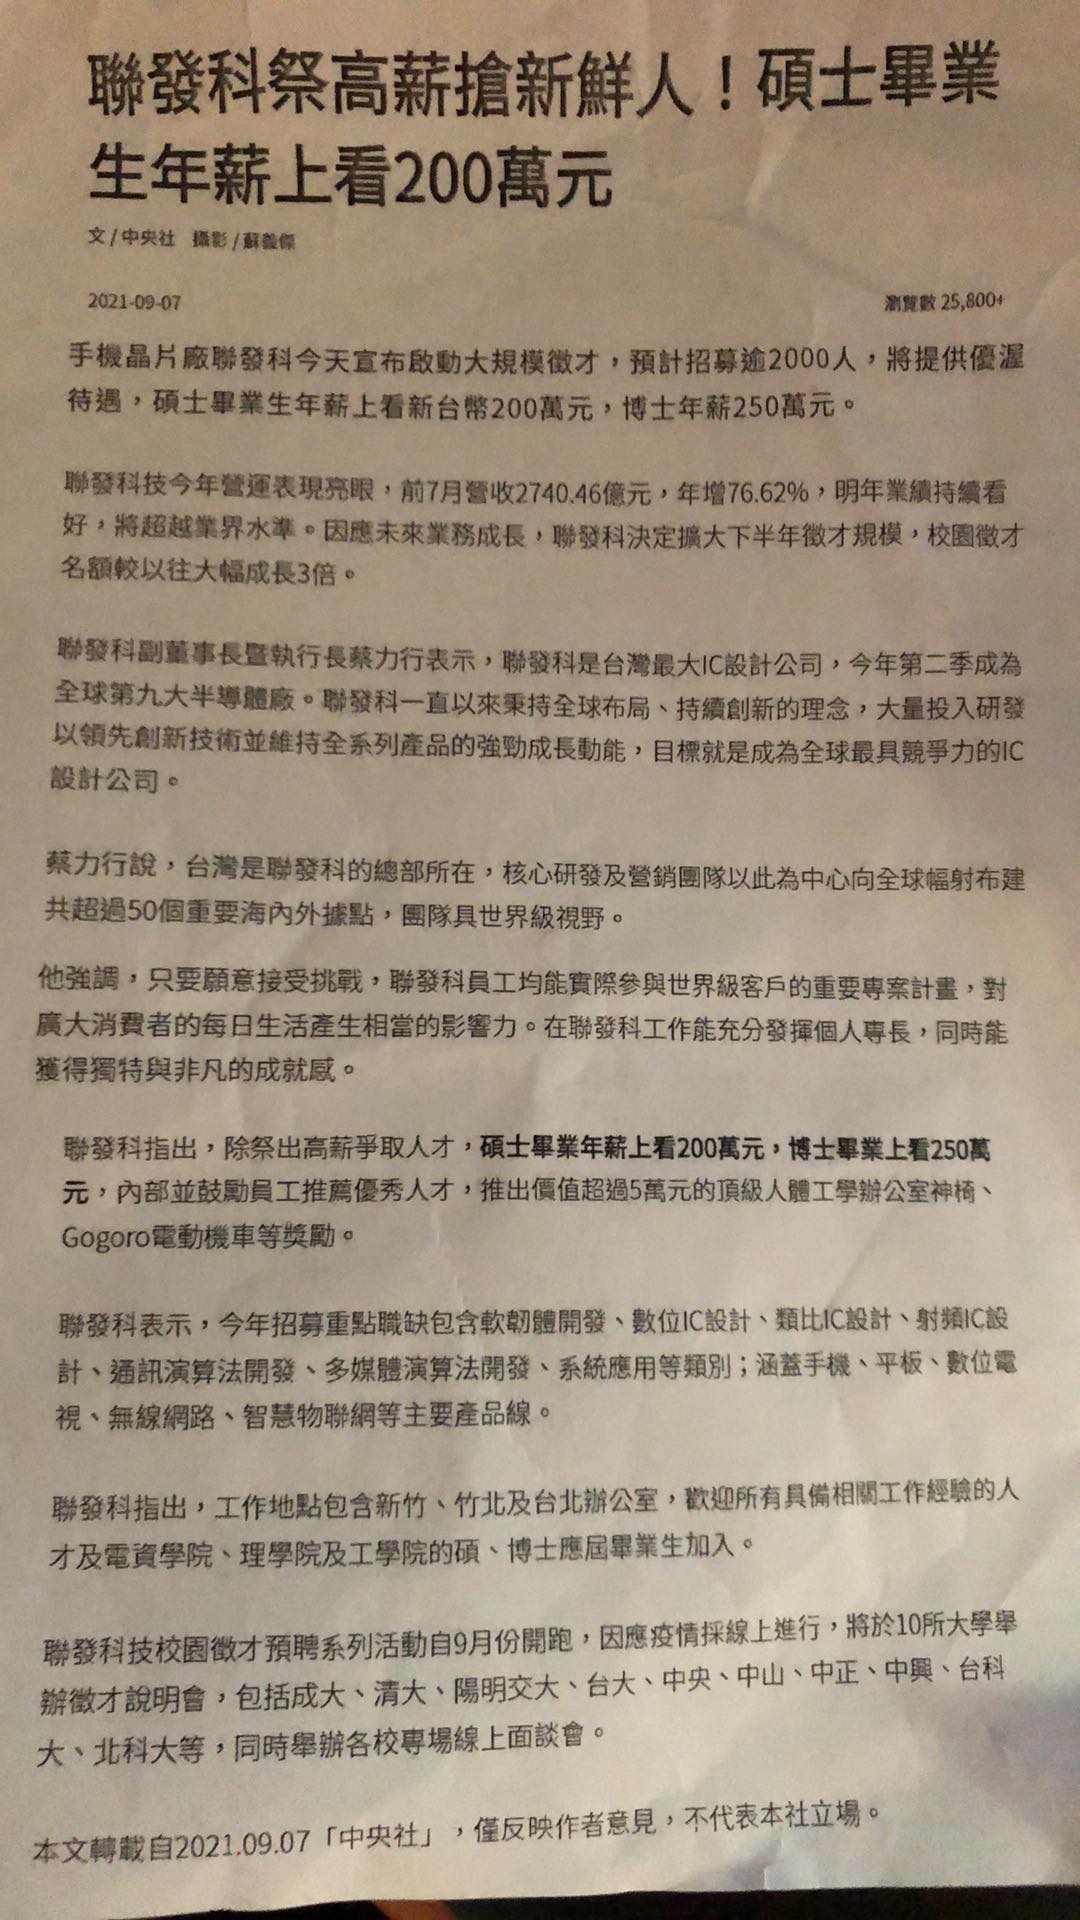 聯發科祭高薪搶新鮮人！碩士畢業
生年薪上看200萬元
文/中央社 攝影/蘇義傑
2021-09-07 瀏覽數 25,800+
手機晶片廠聯發科今天宣布啟動大規模徵才，預計招募逾2000人，將提供優渥
待遇，碩士畢業生年薪上看新台幣200萬元，博士年薪250萬元。
聯發科技今年營運表現亮眼，前7月營收2740.46億元，年增76.62%，明年業績持續看
好，將超越業界水準。因應未來業務成長，聯發科決定擴大下半年徵才規模，校園徵才
名額較以往大幅成長3倍。
聯發科副董事長暨執行長蔡力行表示，聯發科是台灣最大IC設計公司，今年第二季成為
全球第九大半導體廠。聯發科一直以來秉持全球布局、持續創新的理念，大量投入研發
以領先創新技術並維持全系列產品的強勁成長動能，目標就是成為全球最具競爭力的IC
設計公司。
蔡力行說，台灣是聯發科的總部所在，核心研發及營銷團隊以此為中心向全球幅射布建
共超過50個重要海內外據點，團隊具世界級視野。
他強調，只要願意接受挑戰，聯發科員工均能實際參與世界級客戶的重要專案計畫，對
廣大消費者的每日生活產生相當的影響力。在聯發科工作能充分發揮個人專長，同時能
獲得獨特與非凡的成就感。
聯發科指出，除祭出高薪爭取人才，碩士畢業年薪上看200萬元，博士畢業上看250萬
元，內部並鼓勵員工推薦優秀人才，推出價值超過5萬元的頂級人體工學辦公室神椅、
Gogoro電動機車等獎勵。
聯發科表示，今年招募重點職缺包含軟韌體開發、數位IC設計、類比IC設計、射頻IC設
計、通訊演算法開發、多媒體演算法開發、系統應用等類別；涵蓋手機、平板、數位電
視、無線網路、智慧物聯網等主要產品線。
聯發科指出，工作地點包含新竹、竹北及台北辦公室，歡迎所有具備相關工作經驗的人
才及電資學院、理學院及工學院的碩、博士應屆畢業生加入。
聯發科技校園徵才預聘系列活動自9月份開跑，因應疫情採線上進行，將於10所大學舉
辦徵才說明會，包括成大、清大、陽明交大、台大、中央、中山、中正、中興、台科
大、北科大等，同時舉辦各校專場線上面談會。
本文轉載自2021.09.07「中央社」，僅反映作者意見，不代表本社立場。